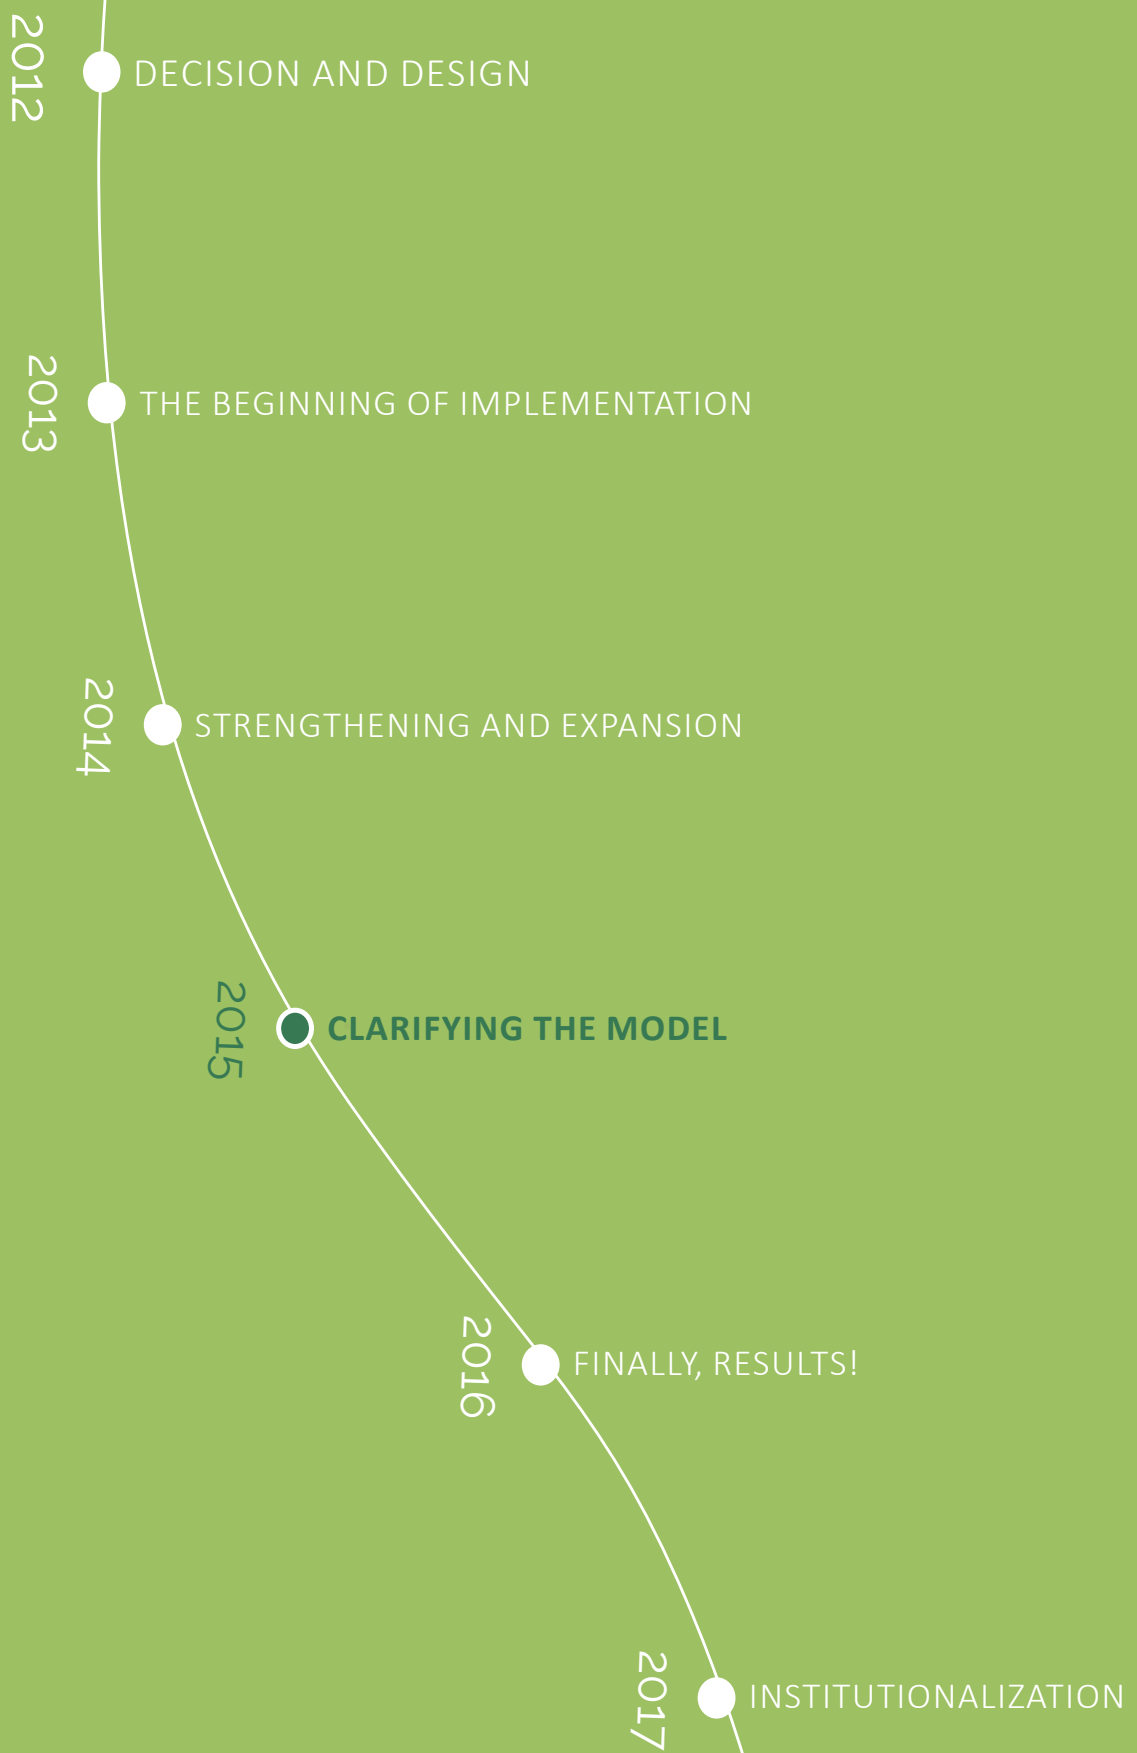 2012
DECISION AND DESIGN
2013
THE BEGINNING OF IMPLEMENTATION
2014
STRENGTHENING AND EXPANSION
2015
CLARIFYING THE MODEL
2016
FINALLY, RESULTS!
2017
INSTITUTIONALIZATION